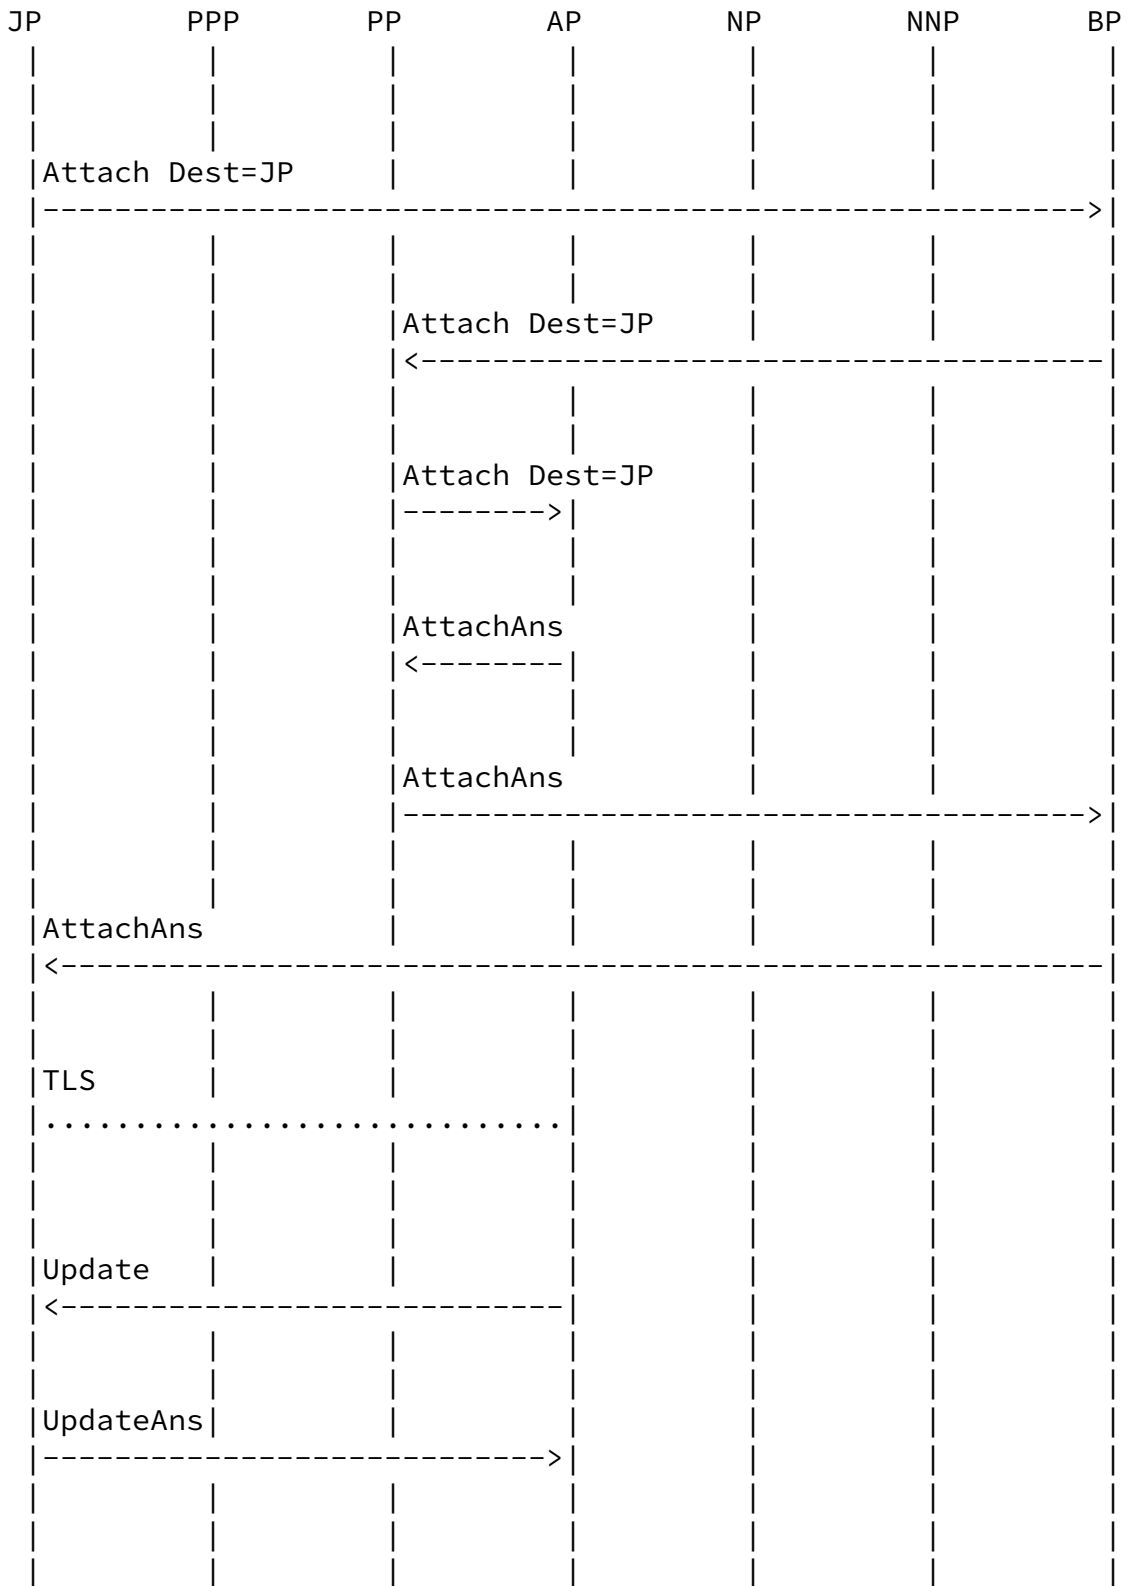 JP PPP PP AP NP NNP BP
Attach Dest=JP
Attach Dest=JP
Attach Dest=JP
AttachAns
AttachAns
AttachAns
TLS
Update
UpdateAns